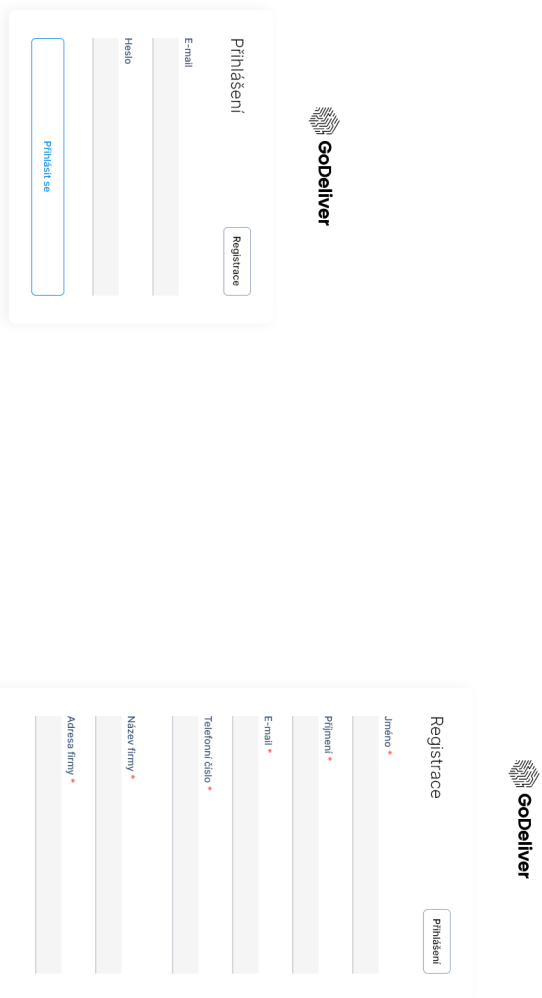 GoDeliver
Přihlášení
Registrace
E-mail
Heslo
Přihlásit se
GoDeliver
Registrace
Přihlášení
Jméno *
Příjmení *
E-mail *
Telefonní číslo *
Název firmy *
Adresa firmy *